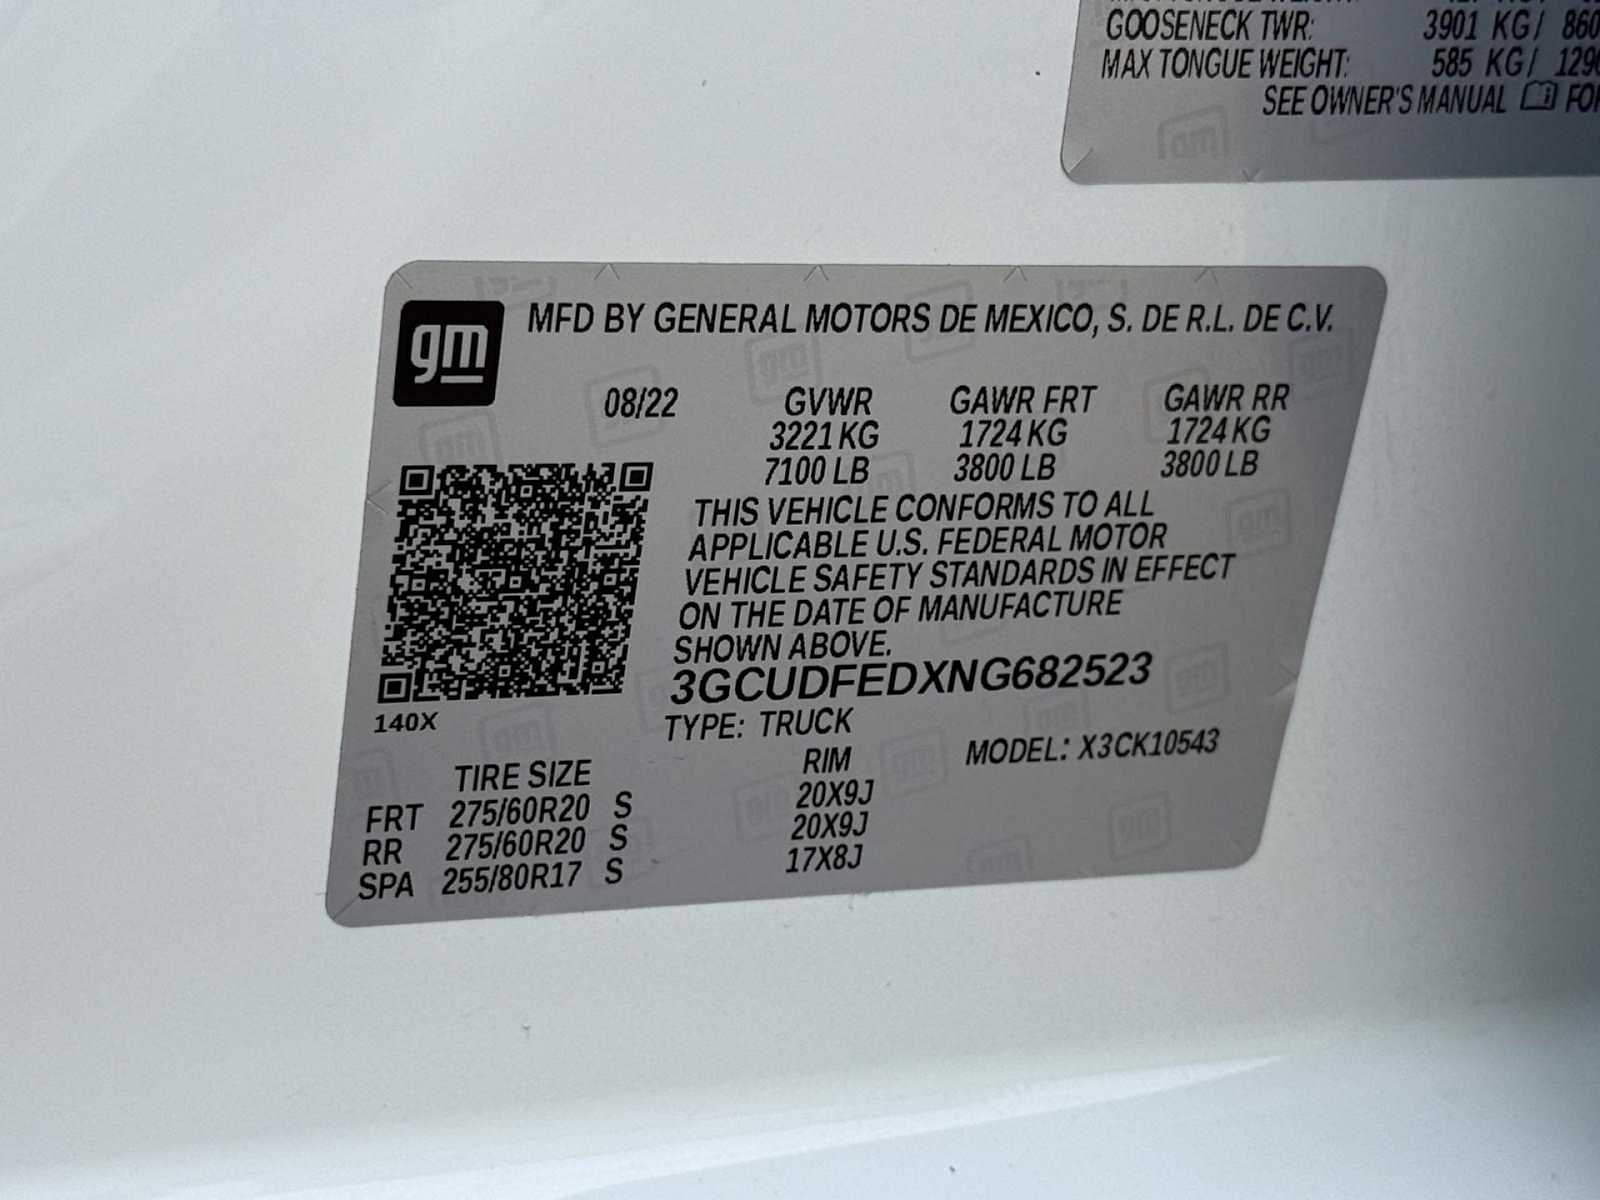 GOOSENECK TWR: 3901 KG/ 860
MAX TONGUE WEIGHT: 585 KG/ 1290
SEE OWNER'S MANUAL FOR
gm
MFD BY GENERAL MOTORS DE MEXICO, S. DE R.L. DE C.V.
08/22 GVWR GAWR FRT GAWR RR
3221 KG 1724 KG 1724 KG
7100 LB 3800 LB 3800 LB
THIS VEHICLE CONFORMS TO ALL
APPLICABLE U.S. FEDERAL MOTOR
VEHICLE SAFETY STANDARDS IN EFFECT
ON THE DATE OF MANUFACTURE
SHOWN ABOVE.
3GCUDFEDXNG682523
140X
TYPE: TRUCK
MODEL: X3CK10543
TIRE SIZE RIM
FRT 275/60R20 S 20X9J
RR 275/60R20 S 20X9J
SPA 255/80R17 S 17X8J